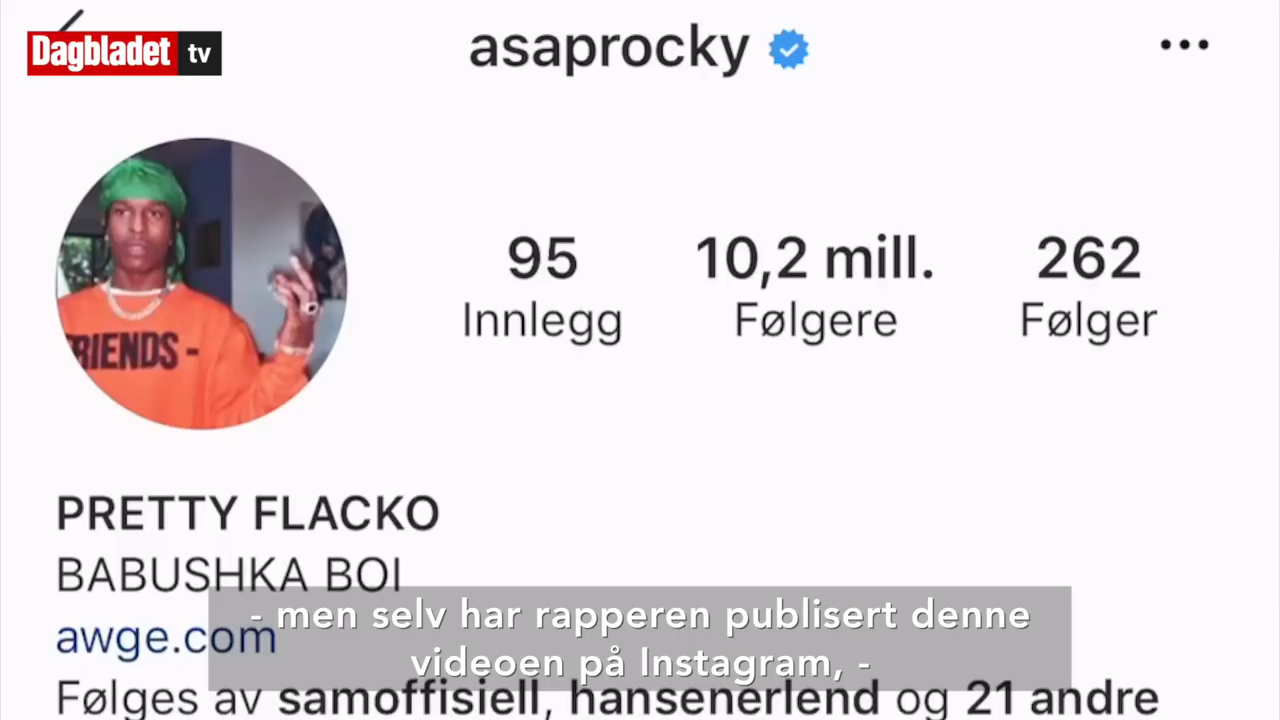 Dagbladet tv
asaprocky
95
10,2 mill.
262
Innlegg
Følgere
Følger
RIENDS -
PRETTY FLACKO
BABUSHKA BOI
awge.com
- men selv har rapperen publisert denne
videoen på Instagram, -
Følges av samoffisiell, hansenerlend og 21 andre